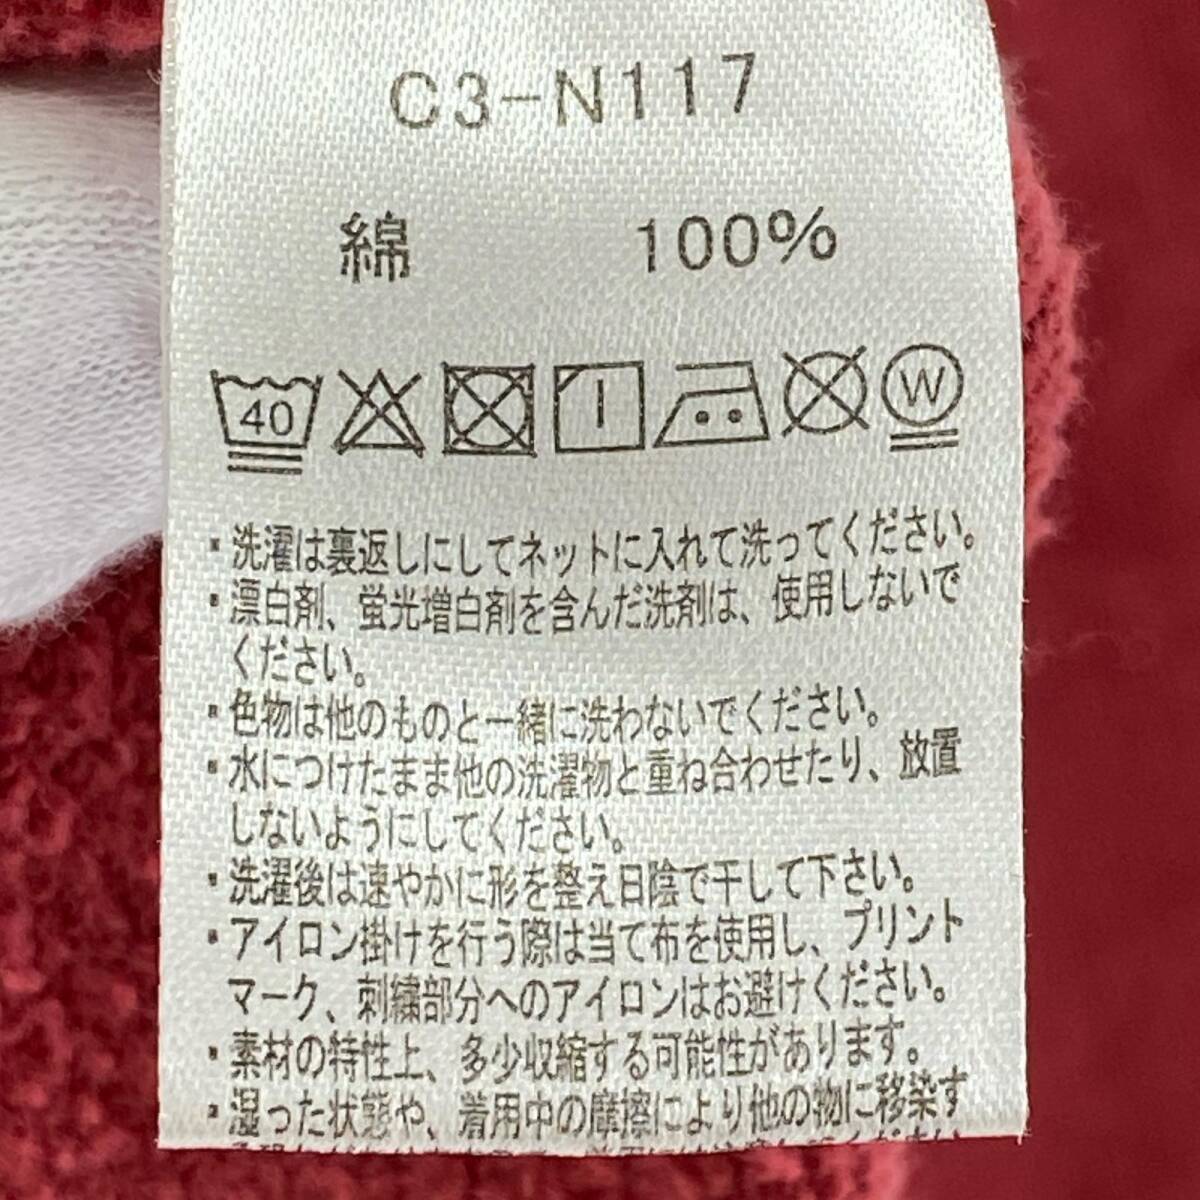 C3-N117
綿 100%
40 W
・洗濯は裏返しにしてネットに入れて洗ってください。
・漂白剤、蛍光増白剤を含んだ洗剤は、使用しないで
ください。
・色物は他のものと一緒に洗わないでください。
・水につけたまま他の洗濯物と重ね合わせたり、放置
しないようにしてください。
・洗濯後は速やかに形を整え日陰で干して下さい。
・アイロン掛けを行う際は当て布を使用し、プリント
マーク、刺繍部分へのアイロンはお避けください。
・素材の特性上、多少収縮する可能性があります。
・湿った状態や、着用中の摩擦により他の物に移染す